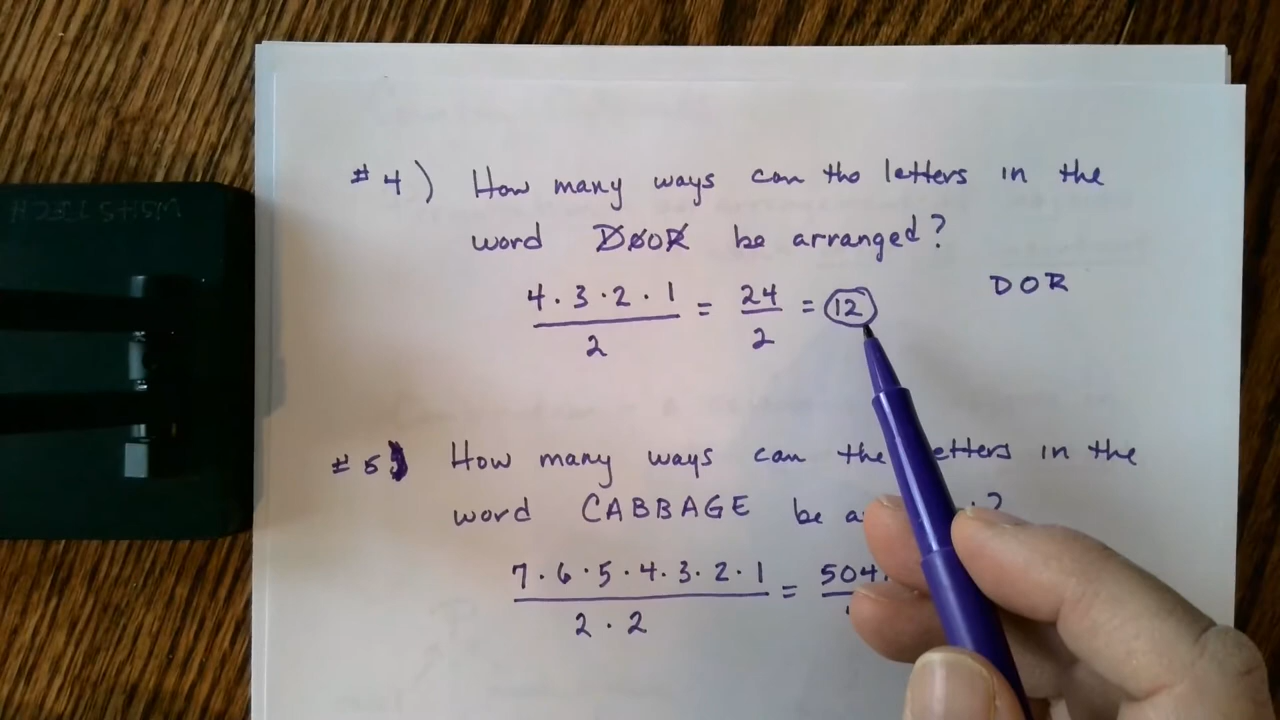 # 4) How many ways can the letters in the
word DOOR be arranged?
4 · 3 · 2 · 1 / 2 = 24 / 2 = 12
D O R
# 5) How many ways can the letters in the
word CABBAGE be a ?
7 · 6 · 5 · 4 · 3 · 2 · 1 / 2 · 2 = 504